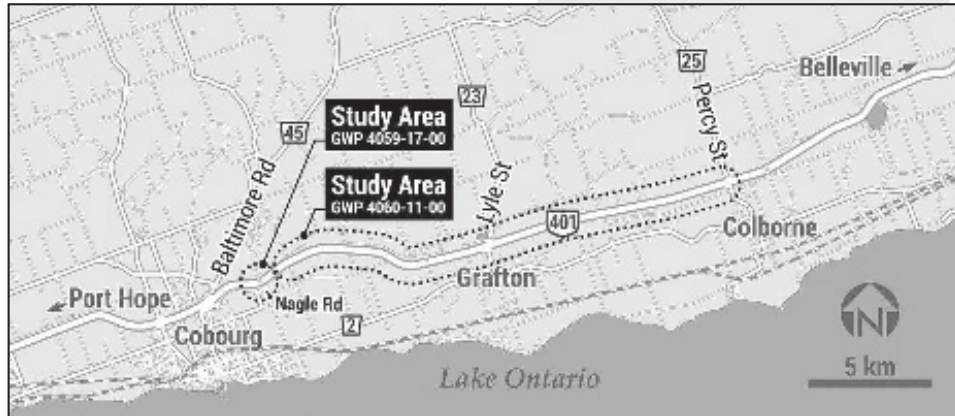 25
Belleville
23
Percy St
Study Area
GWP 4059-17-00
45
Study Area
GWP 4060-11-00
Baltimore Rd
Lyle St
401
Colborne
Grafton
Port Hope
Nagle Rd
2
Cobourg
N
5 km
Lake Ontario